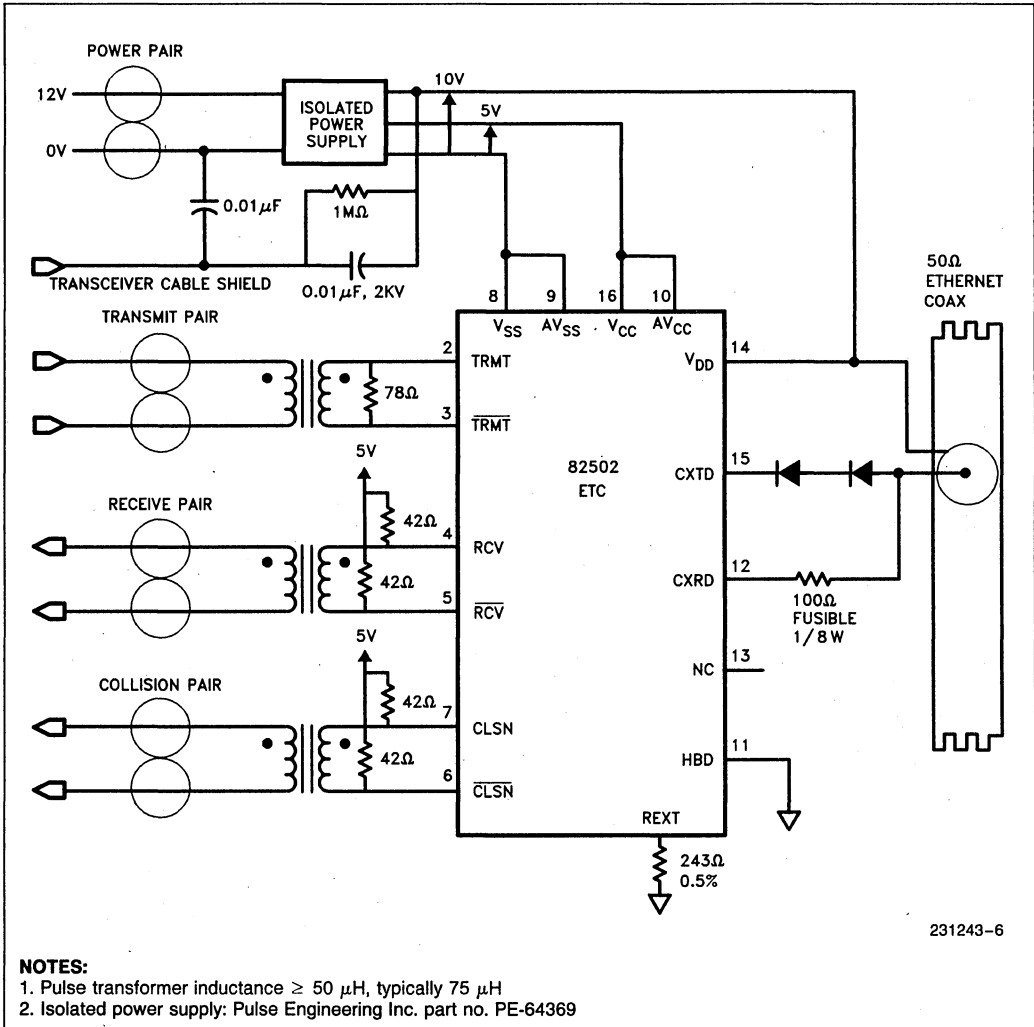 POWER PAIR
12V
0V
ISOLATED
POWER
SUPPLY
10V
5V
0.01μF
1MΩ
0.01μF, 2KV
TRANSCEIVER CABLE SHIELD
50Ω
ETHERNET
COAX
8 9 16 10
VSS AVSS VCC AVCC
TRANSMIT PAIR
2 TRMT
78Ω
3 TRMT
VDD 14
82502
ETC
CXTD 15
RECEIVE PAIR
5V
42Ω
4 RCV
42Ω
5 RCV
CXRD 12
100Ω
FUSIBLE
1/8W
NC 13
COLLISION PAIR
5V
42Ω
7 CLSN
42Ω
6 CLSN
HBD 11
REXT
243Ω
0.5%
231243-6
NOTES:
1. Pulse transformer inductance ≥ 50 μH, typically 75 μH
2. Isolated power supply: Pulse Engineering Inc. part no. PE-64369